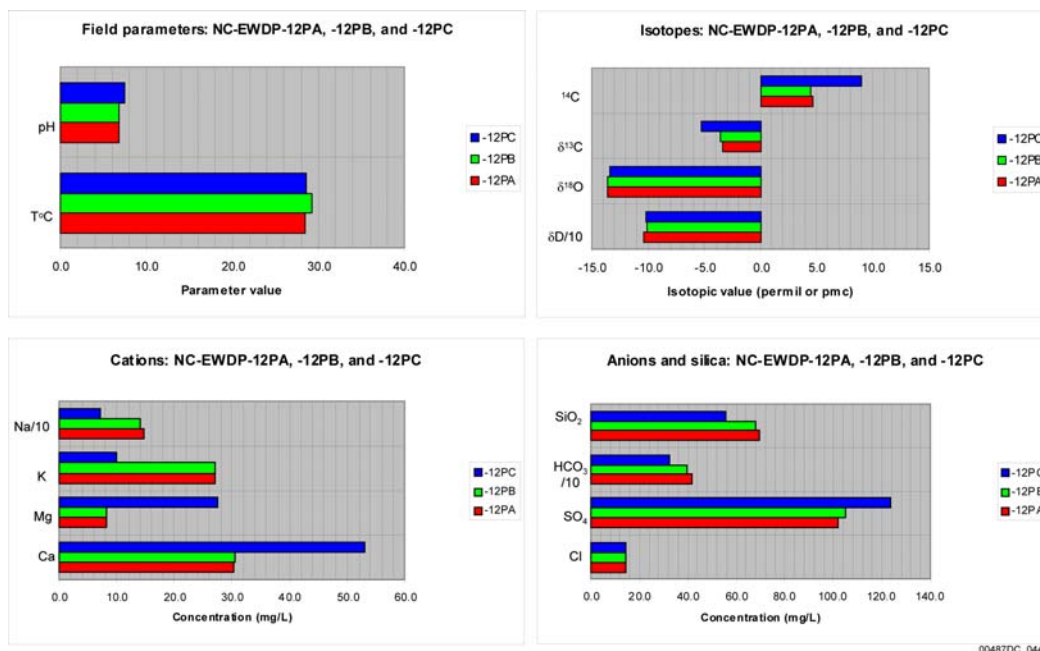 Field parameters: NC-EWDP-12PA, -12PB, and -12PC
pH
T°C
-12PC
-12PB
-12PA
0.0 10.0 20.0 30.0 40.0
Parameter value
Isotopes: NC-EWDP-12PA, -12PB, and -12PC
¹⁴C
δ¹³C
δ¹⁸O
δD/10
-12PC
-12PB
-12PA
-15.0 -10.0 -5.0 0.0 5.0 10.0 15.0
Isotopic value (permil or pmc)
Cations: NC-EWDP-12PA, -12PB, and -12PC
Na/10
K
Mg
Ca
-12PC
-12PB
-12PA
0.0 10.0 20.0 30.0 40.0 50.0 60.0
Concentration (mg/L)
Anions and silica: NC-EWDP-12PA, -12PB, and -12PC
SiO₂
HCO₃
/10
SO₄
Cl
-12PC
-12PB
-12PA
0.0 20.0 40.0 60.0 80.0 100.0 120.0 140.0
Concentration (mg/L)